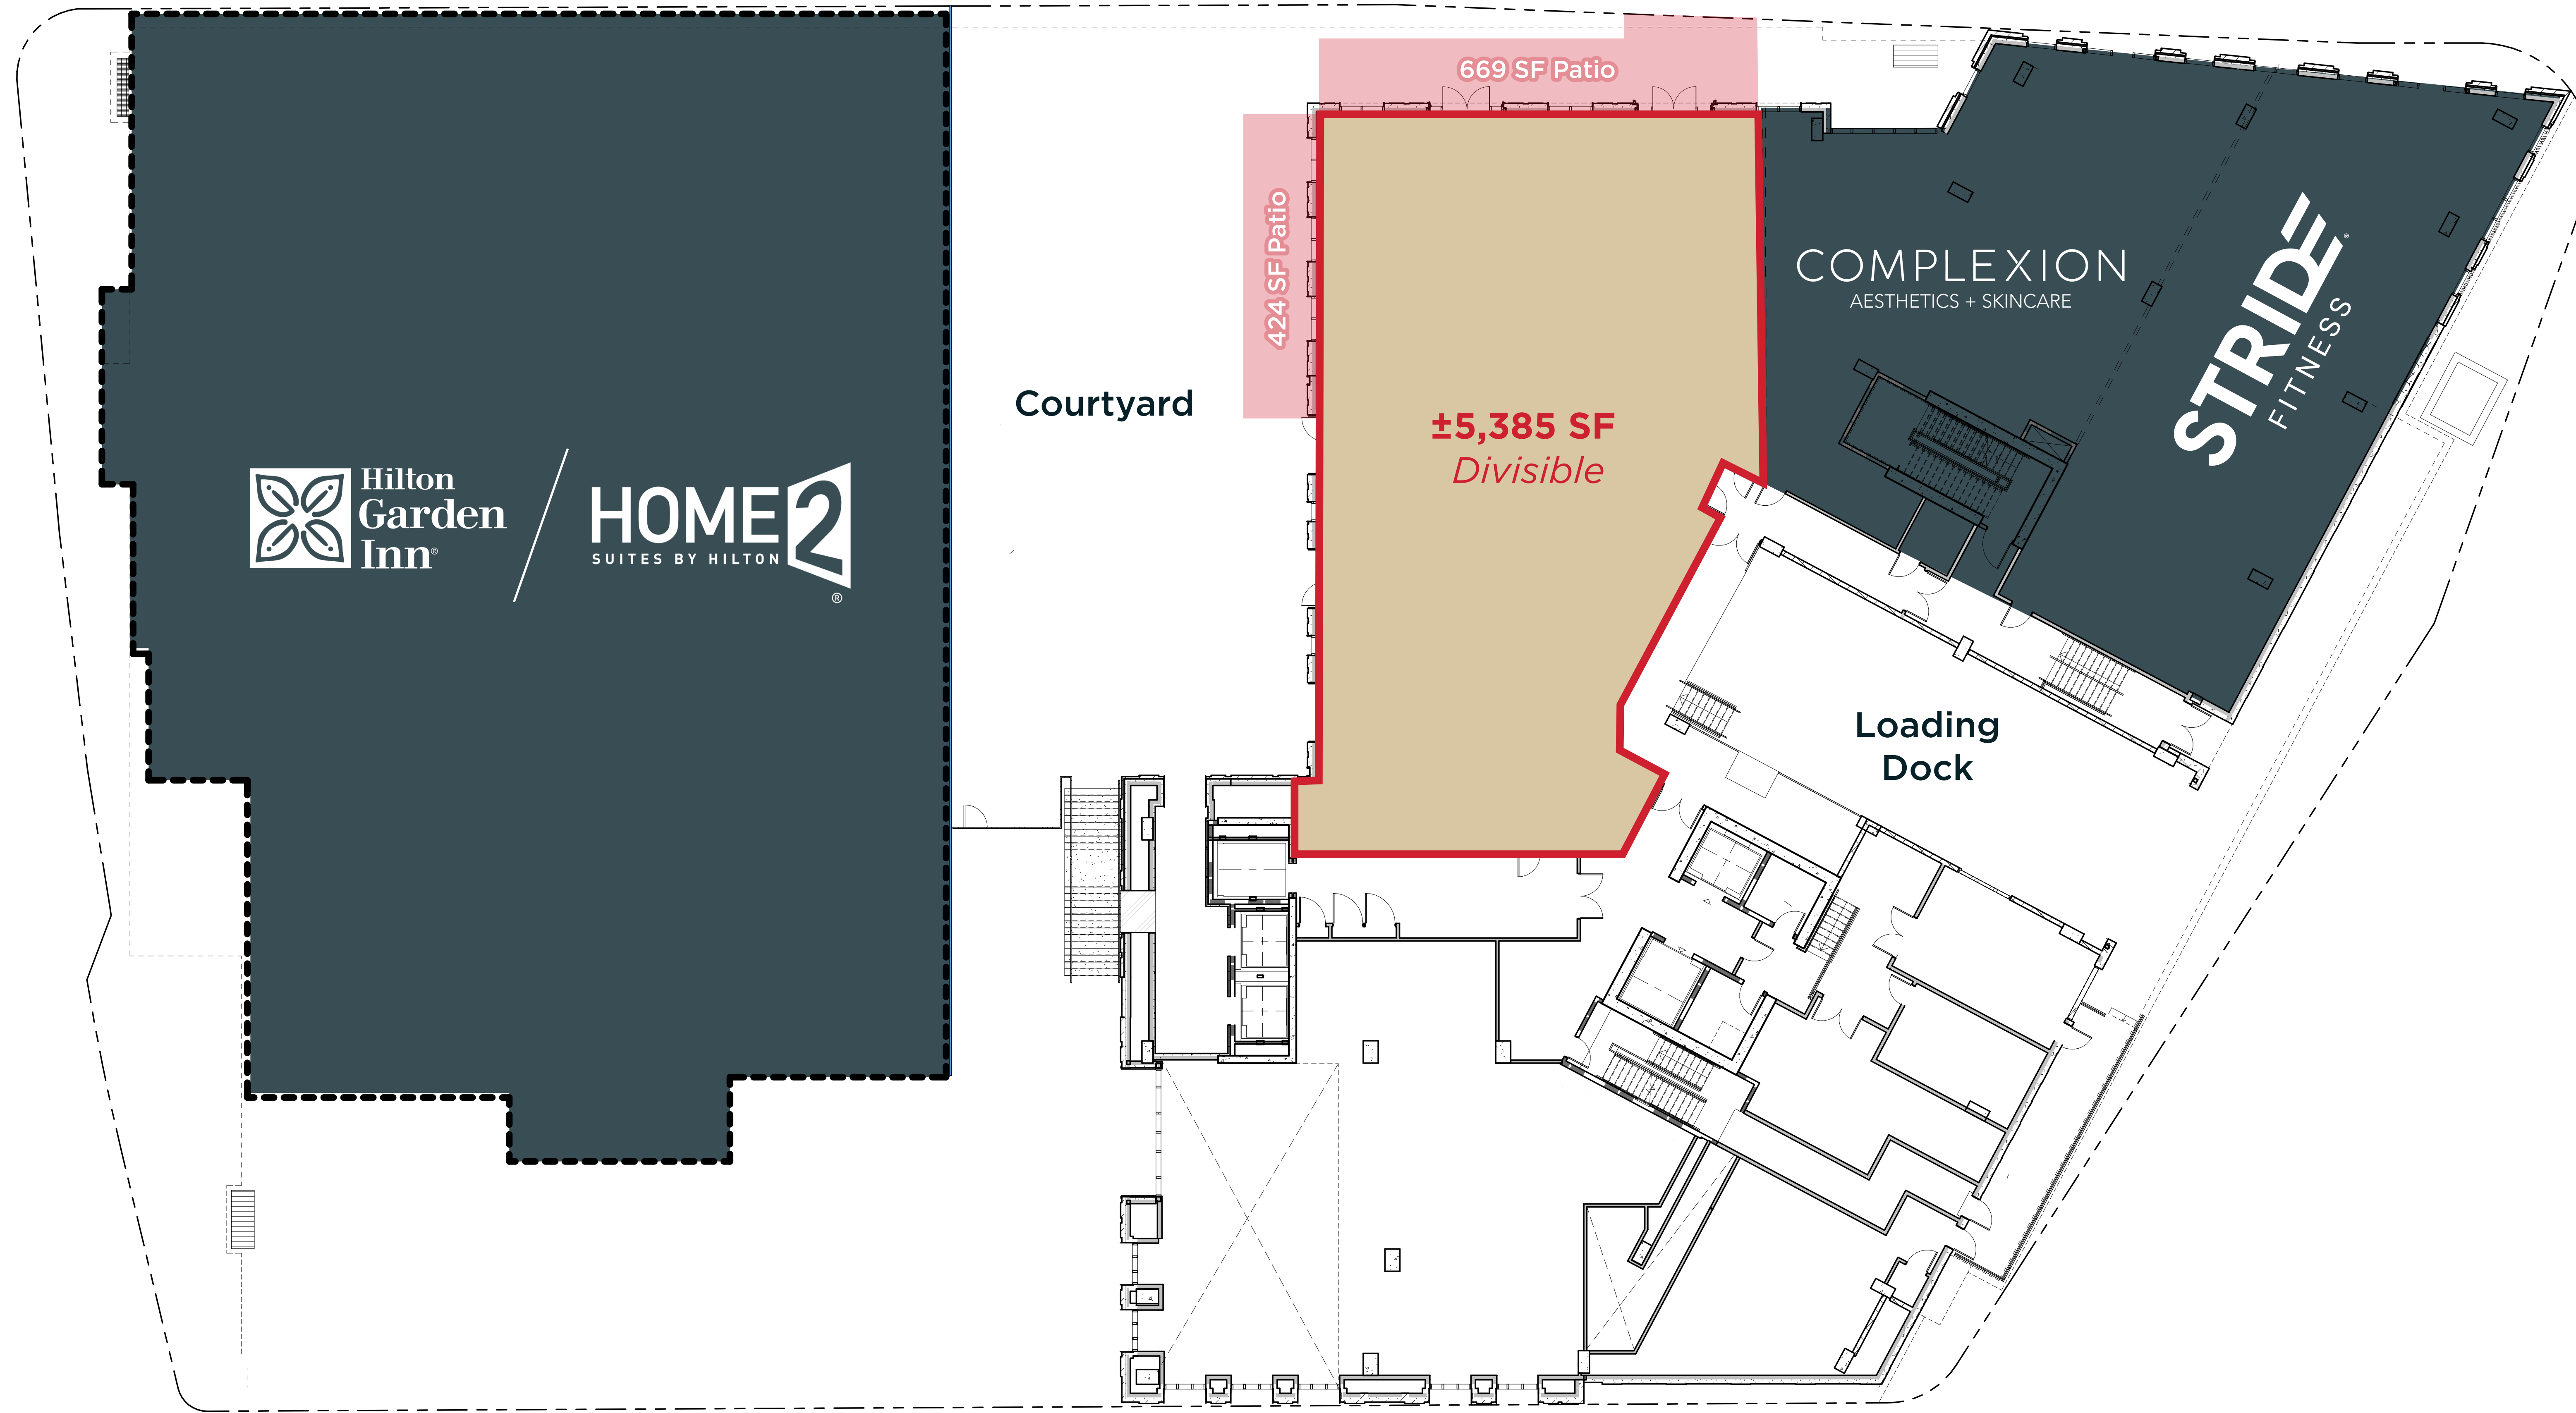 669 SF Patio
424 SF Patio
Courtyard
±5,385 SF
Divisible
COMPLEXION
AESTHETICS + SKINCARE
STRIDE®
FITNESS
Hilton
Garden
Inn®
HOME2
SUITES BY HILTON
®
Loading
Dock